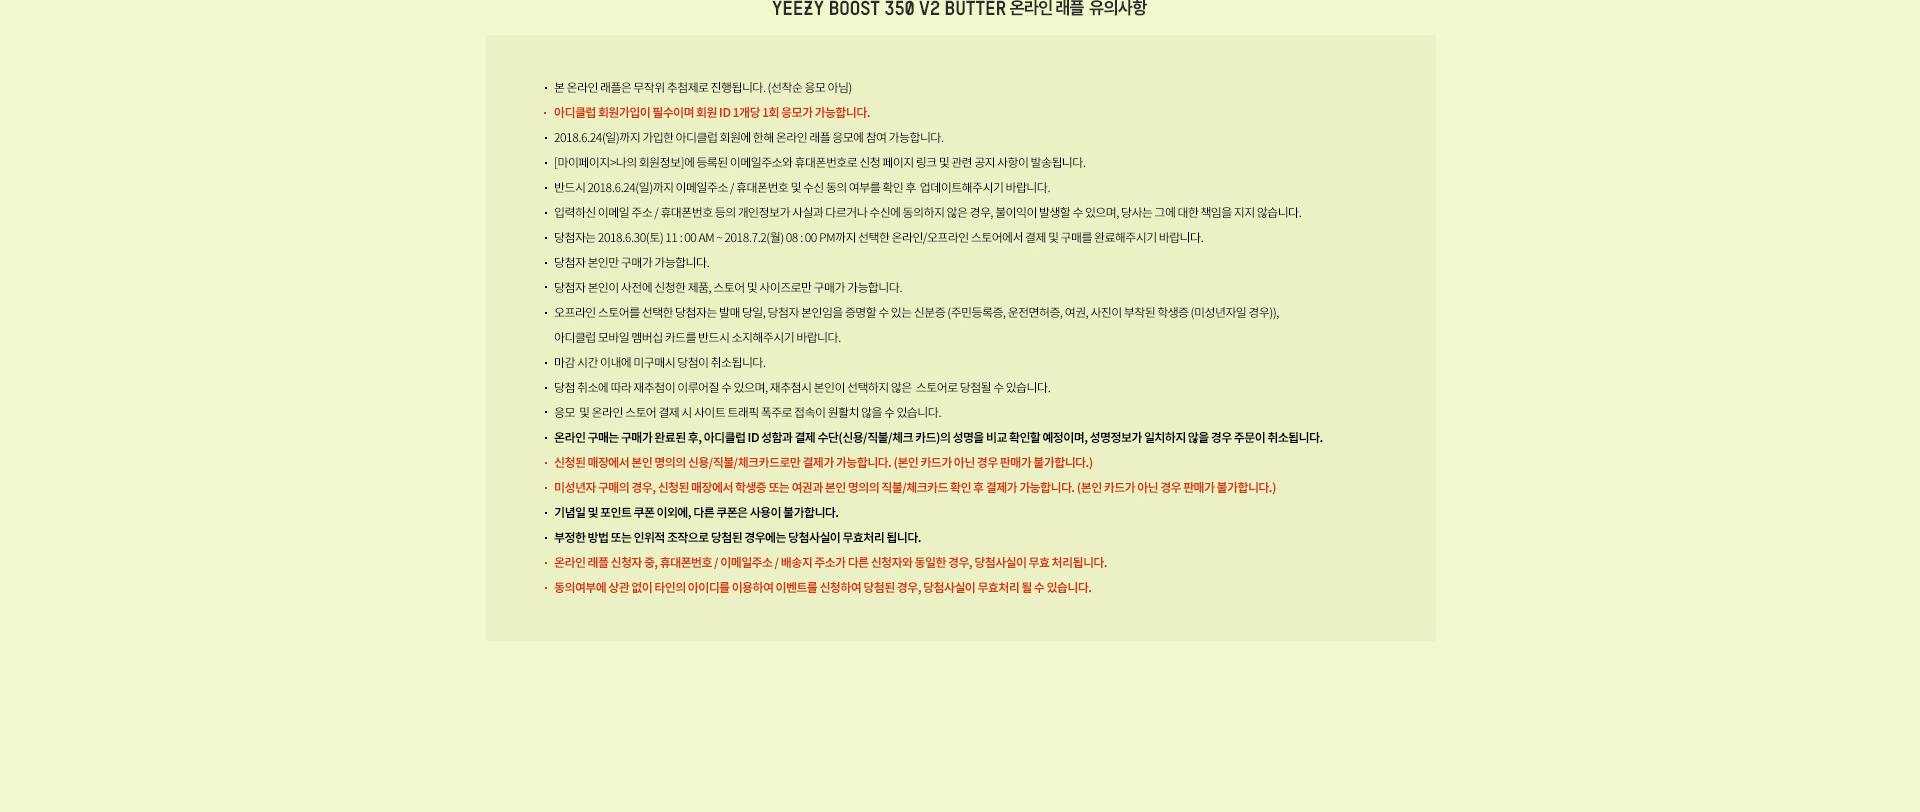 YEEZY BOOST 350 V2 BUTTER 온라인 래플 유의사항
· 본 온라인 래플은 무작위 추첨제로 진행됩니다. (선착순 응모 아님)
· 아디클럽 회원가입이 필수이며 회원 ID 1개당 1회 응모가 가능합니다.
· 2018.6.24(일)까지 가입한 아디클럽 회원에 한해 온라인 래플 응모에 참여 가능합니다.
· [마이페이지>나의 회원정보]에 등록된 이메일주소와 휴대폰번호로 신청 페이지 링크 및 관련 공지 사항이 발송됩니다.
· 반드시 2018.6.24(일)까지 이메일주소 / 휴대폰번호 및 수신 동의 여부를 확인 후 업데이트해주시기 바랍니다.
· 입력하신 이메일 주소 / 휴대폰번호 등의 개인정보가 사실과 다르거나 수신에 동의하지 않은 경우, 불이익이 발생할 수 있으며, 당사는 그에 대한 책임을 지지 않습니다.
· 당첨자는 2018.6.30(토) 11 : 00 AM ~ 2018.7.2(월) 08 : 00 PM까지 선택한 온라인/오프라인 스토어에서 결제 및 구매를 완료해주시기 바랍니다.
· 당첨자 본인만 구매가 가능합니다.
· 당첨자 본인이 사전에 신청한 제품, 스토어 및 사이즈로만 구매가 가능합니다.
· 오프라인 스토어를 선택한 당첨자는 발매 당일, 당첨자 본인임을 증명할 수 있는 신분증 (주민등록증, 운전면허증, 여권, 사진이 부착된 학생증 (미성년자일 경우)),
아디클럽 모바일 멤버십 카드를 반드시 소지해주시기 바랍니다.
· 마감 시간 이내에 미구매시 당첨이 취소됩니다.
· 당첨 취소에 따라 재추첨이 이루어질 수 있으며, 재추첨시 본인이 선택하지 않은 스토어로 당첨될 수 있습니다.
· 응모 및 온라인 스토어 결제 시 사이트 트래픽 폭주로 접속이 원활치 않을 수 있습니다.
· 온라인 구매는 구매가 완료된 후, 아디클럽 ID 성함과 결제 수단(신용/직불/체크 카드)의 성명을 비교 확인할 예정이며, 성명정보가 일치하지 않을 경우 주문이 취소됩니다.
· 신청된 매장에서 본인 명의의 신용/직불/체크카드로만 결제가 가능합니다. (본인 카드가 아닌 경우 판매가 불가합니다.)
· 미성년자 구매의 경우, 신청된 매장에서 학생증 또는 여권과 본인 명의의 직불/체크카드 확인 후 결제가 가능합니다. (본인 카드가 아닌 경우 판매가 불가합니다.)
· 기념일 및 포인트 쿠폰 이외에, 다른 쿠폰은 사용이 불가합니다.
· 부정한 방법 또는 인위적 조작으로 당첨된 경우에는 당첨사실이 무효처리 됩니다.
· 온라인 래플 신청자 중, 휴대폰번호 / 이메일주소 / 배송지 주소가 다른 신청자와 동일한 경우, 당첨사실이 무효 처리됩니다.
· 동의여부에 상관 없이 타인의 아이디를 이용하여 이벤트를 신청하여 당첨된 경우, 당첨사실이 무효처리 될 수 있습니다.